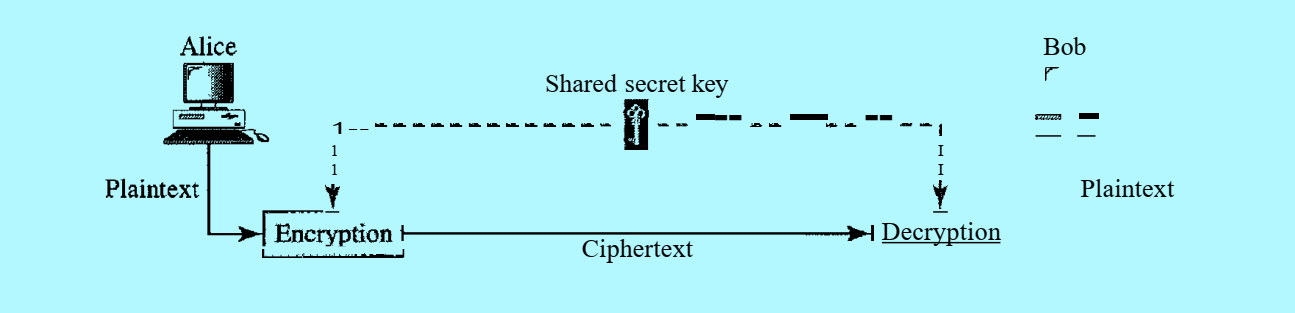 Alice
Bob
Shared secret key
Plaintext
Plaintext
Encryption
Ciphertext
Decryption